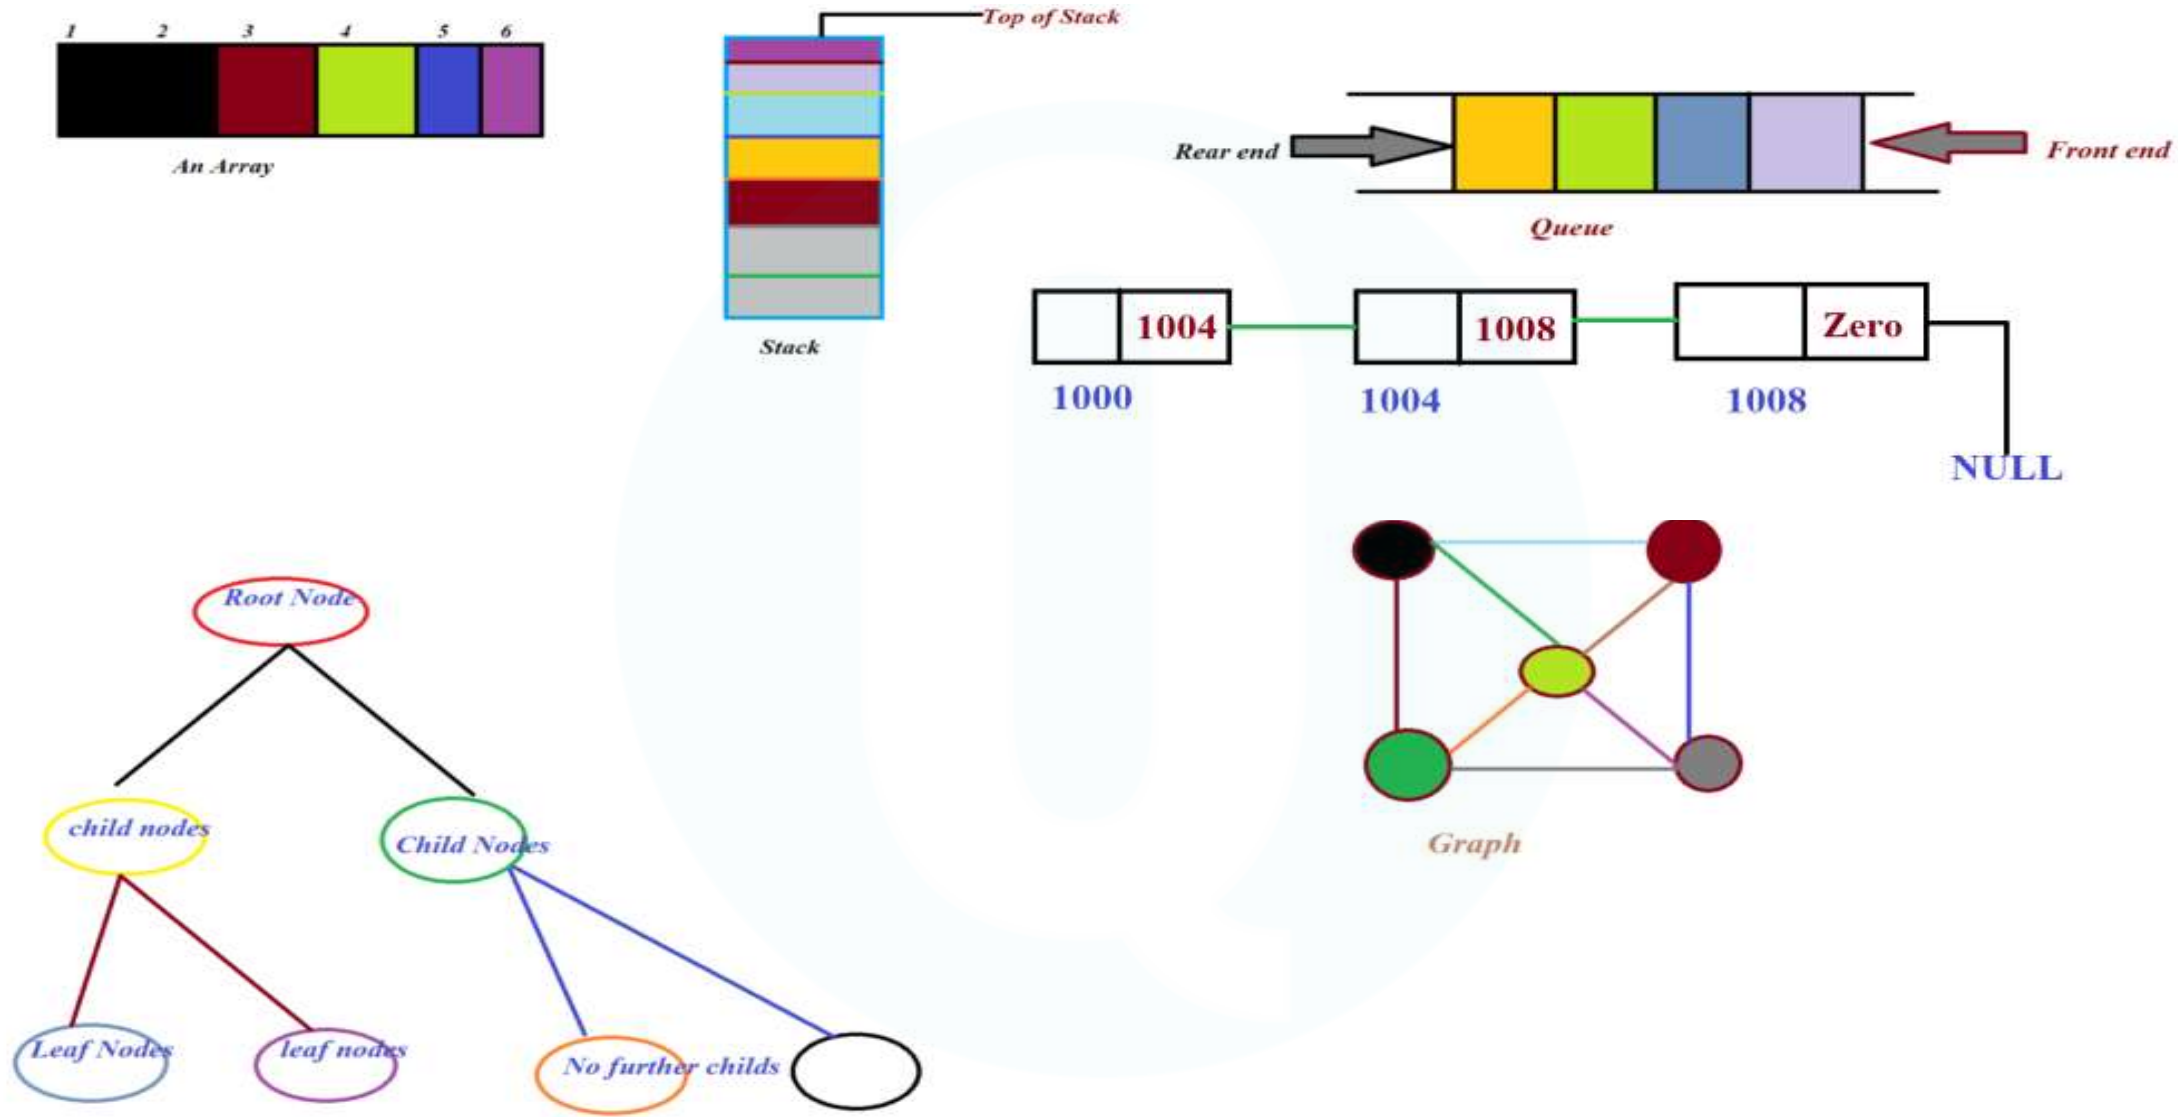 1 2 3 4 5 6
An Array
Top of Stack
Stack
Rear end
Front end
Queue
1004
1008
Zero
1000
1004
1008
NULL
Root Node
child nodes
Child Nodes
Leaf Nodes
leaf nodes
No further childs
Graph